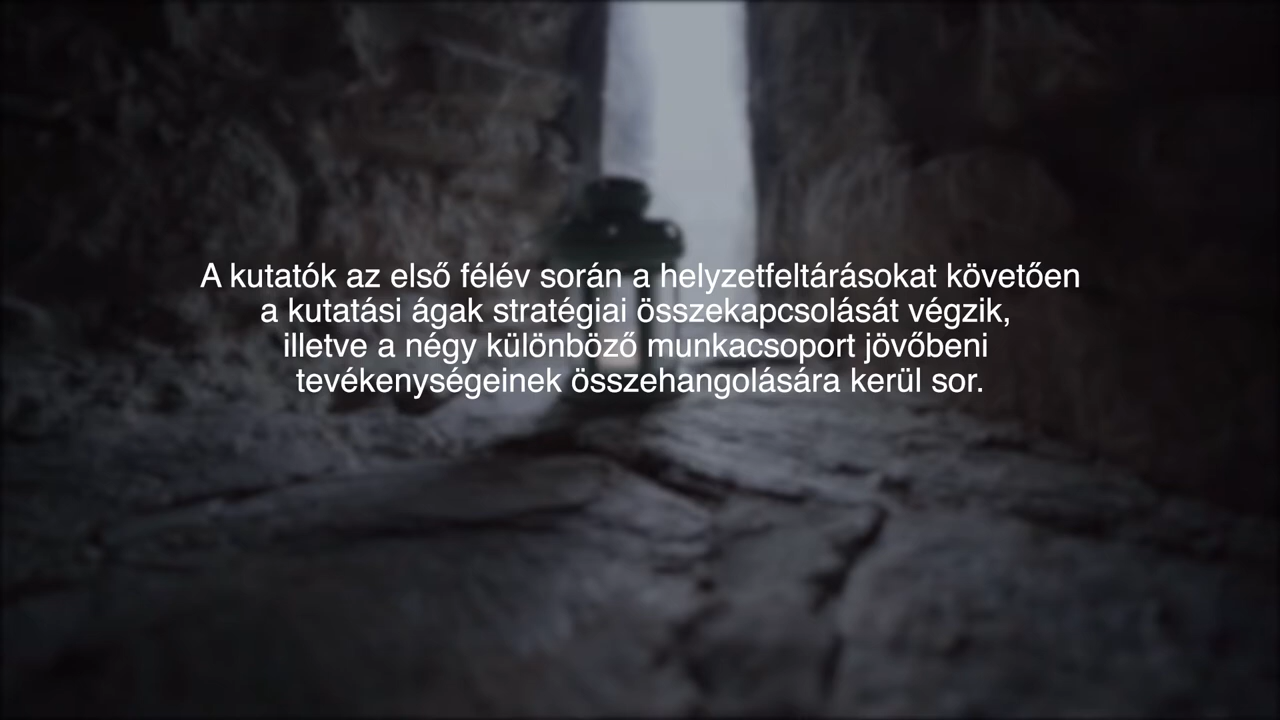 A kutatók az első félév során a helyzetfeltárásokat követően
a kutatási ágak stratégiai összekapcsolását végzik,
illetve a négy különböző munkacsoport jövőbeni
tevékenységeinek összehangolására kerül sor.